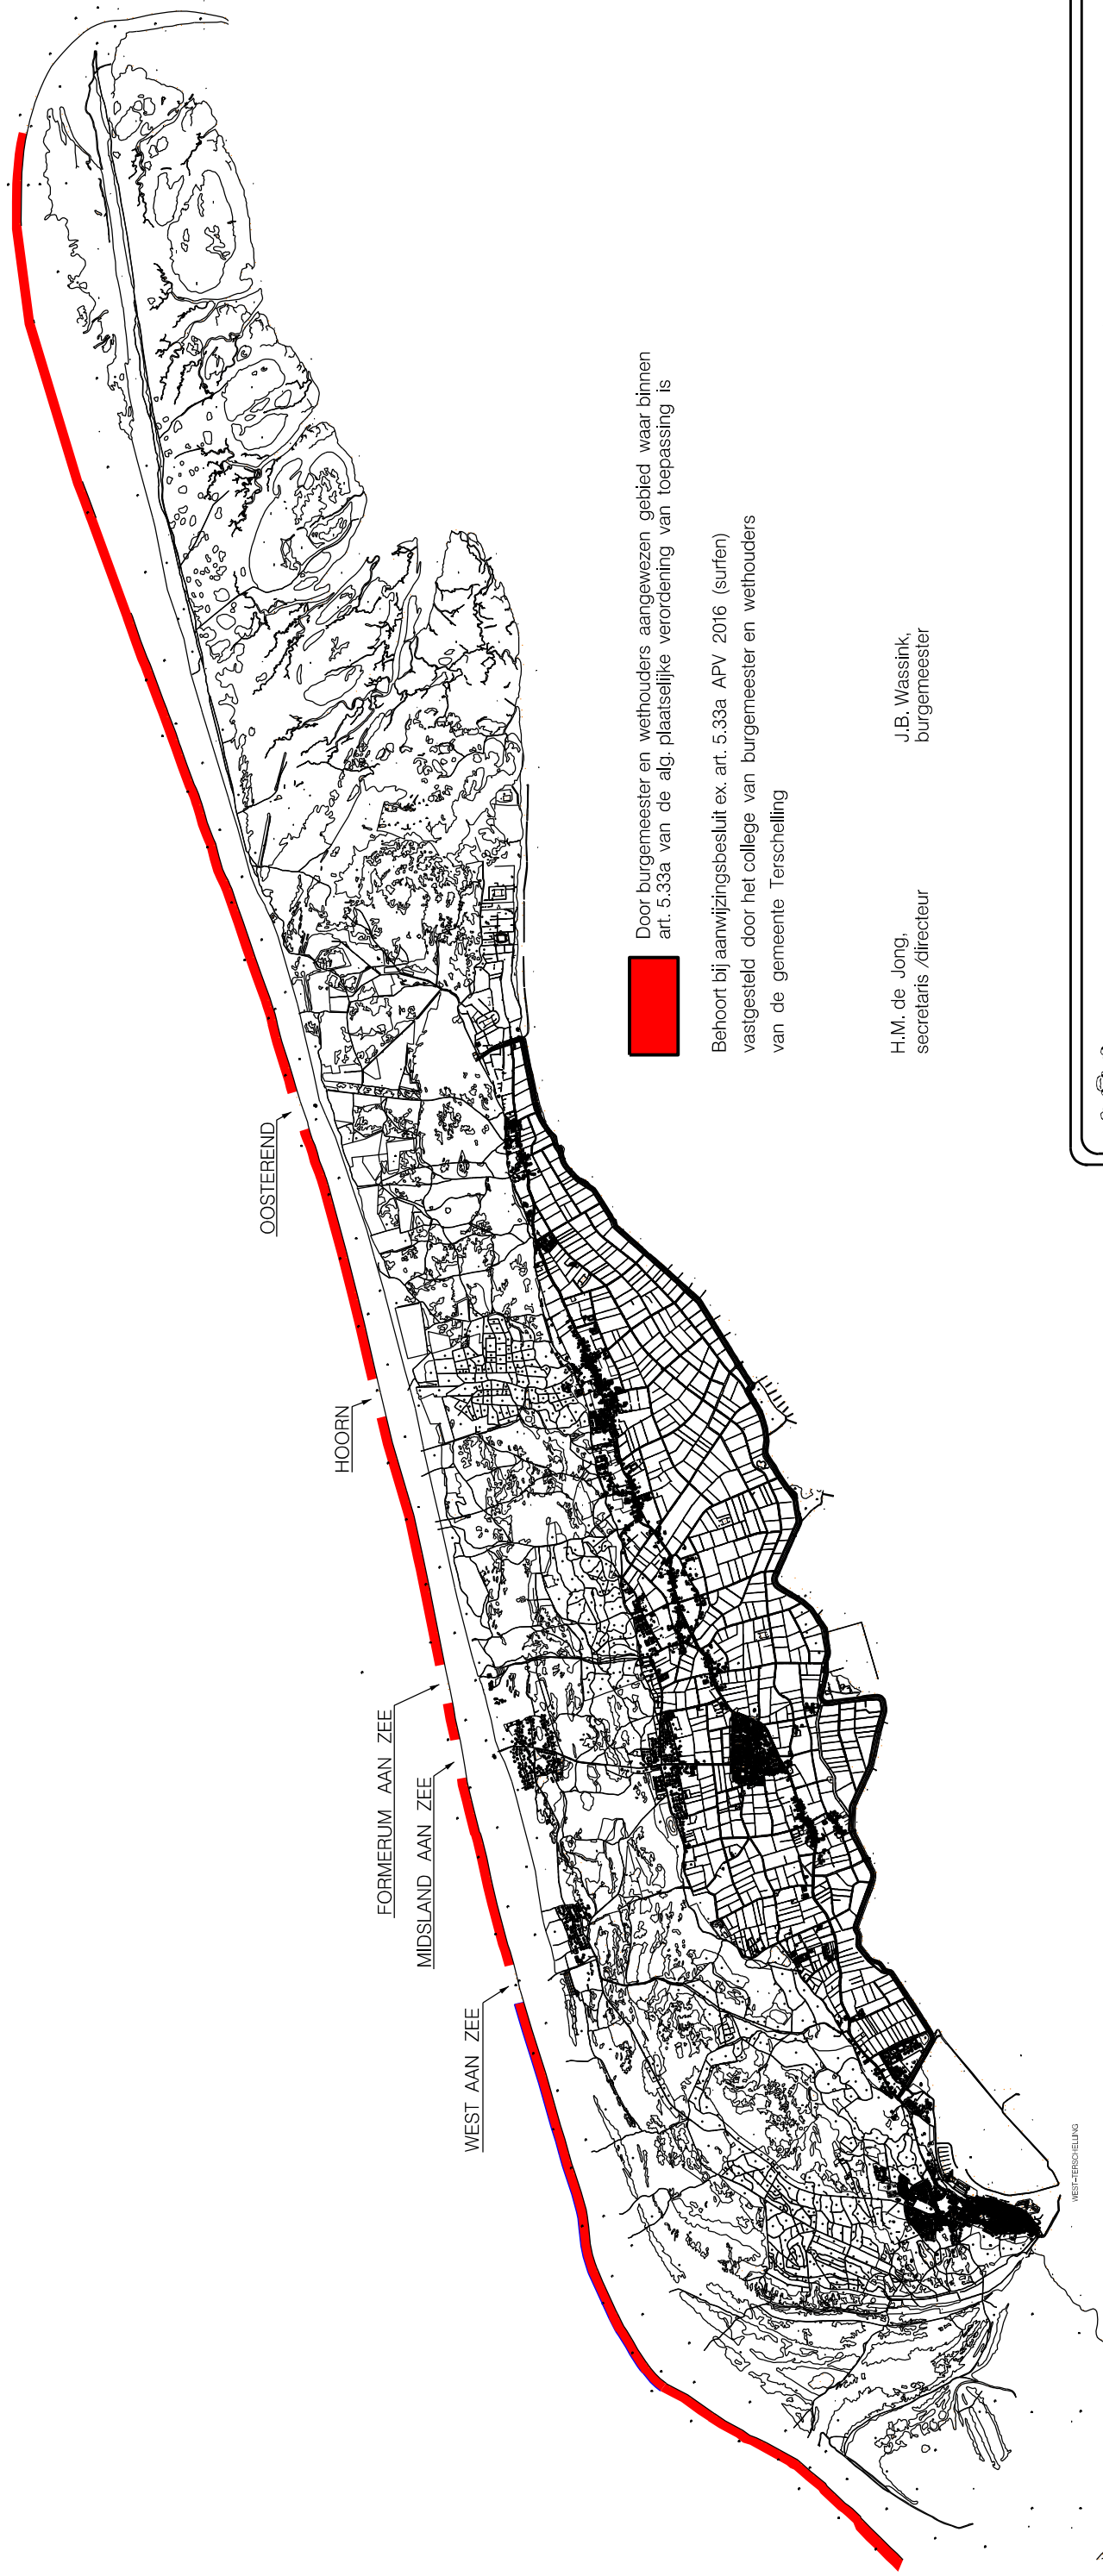 OOSTEREND
HOORN
FORMERUM AAN ZEE
MIDSLAND AAN ZEE
WEST AAN ZEE
Door burgemeester en wethouders aangewezen gebied waar binnen
art. 5.33a van de alg. plaatselijke verordening van toepassing is
Behoort bij aanwijzingsbesluit ex. art. 5.33a APV 2016 (surfen)
vastgesteld door het college van burgemeester en wethouders
van de gemeente Terschelling
H.M. de Jong,
secretaris /directeur
J.B. Wassink,
burgemeester
WEST-TERSCHELLING